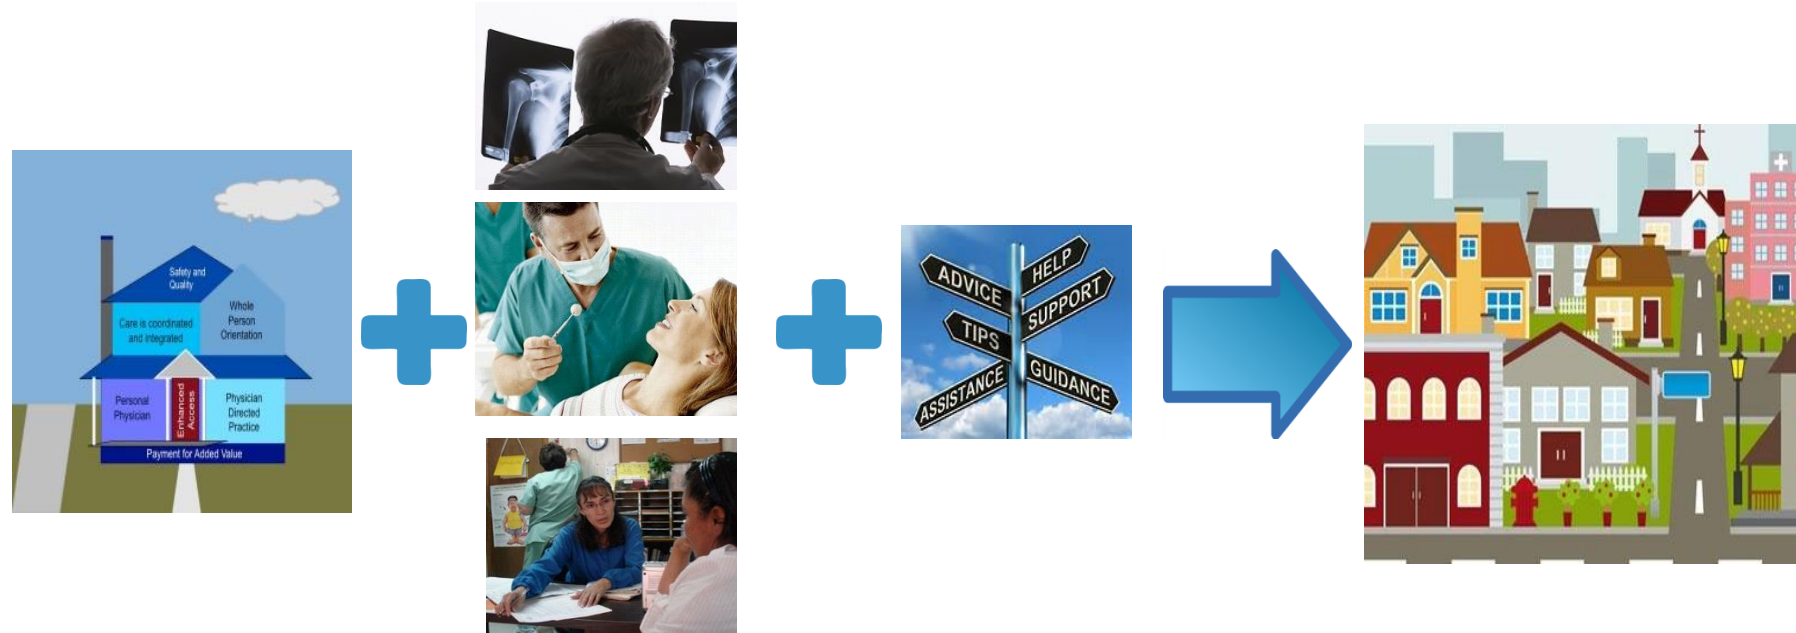 Safety and
Quality
Whole
Person
Orientation
Care is coordinated
and integrated
Personal
Physician
Enhanced
Access
Physician
Directed
Practice
Payment for Added Value
ADVICE
HELP
SUPPORT
TIPS
ASSISTANCE
GUIDANCE